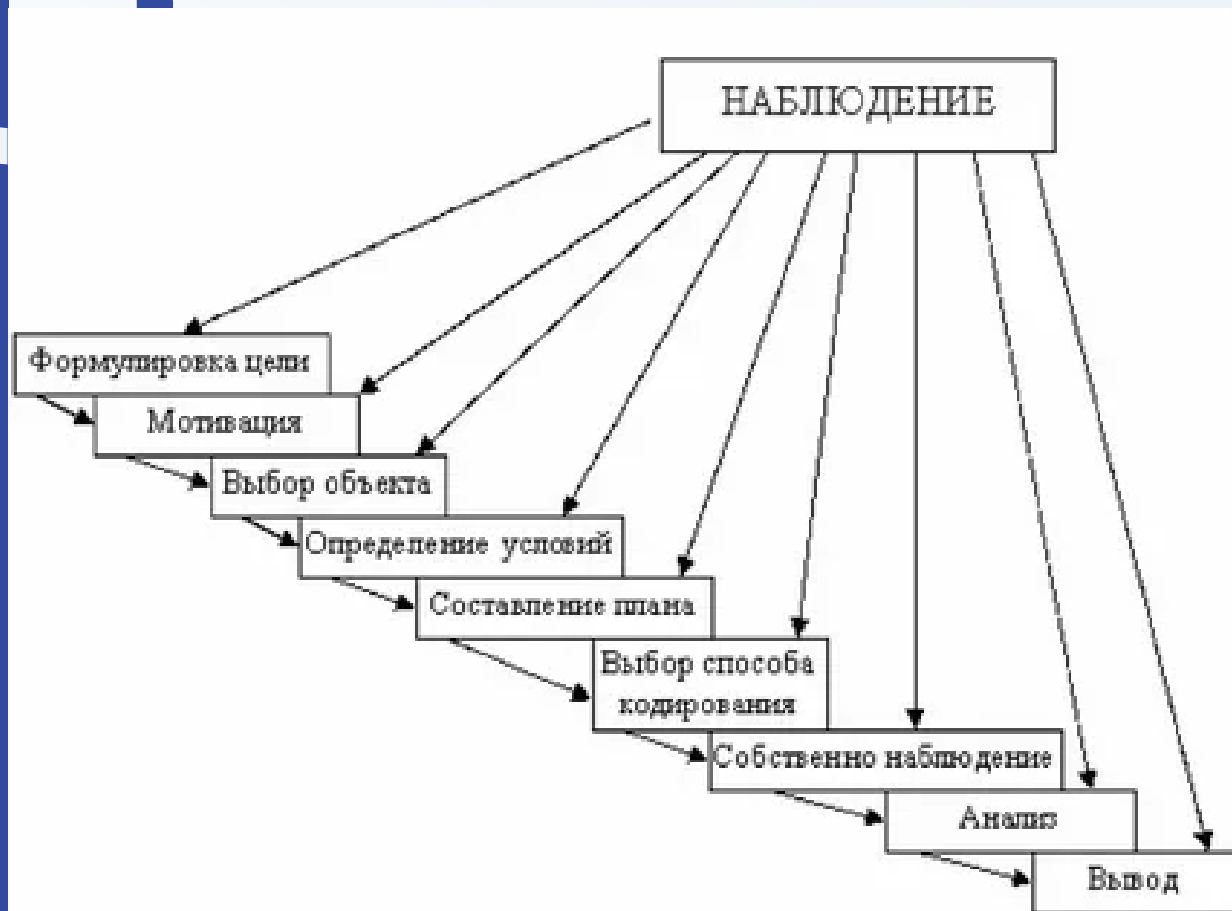 НАБЛЮДЕНИЕ
Формулировка цели
Мотивация
Выбор объекта
Определение условий
Составление плана
Выбор способа
кодирования
Собственно наблюдение
Анализ
Вывод